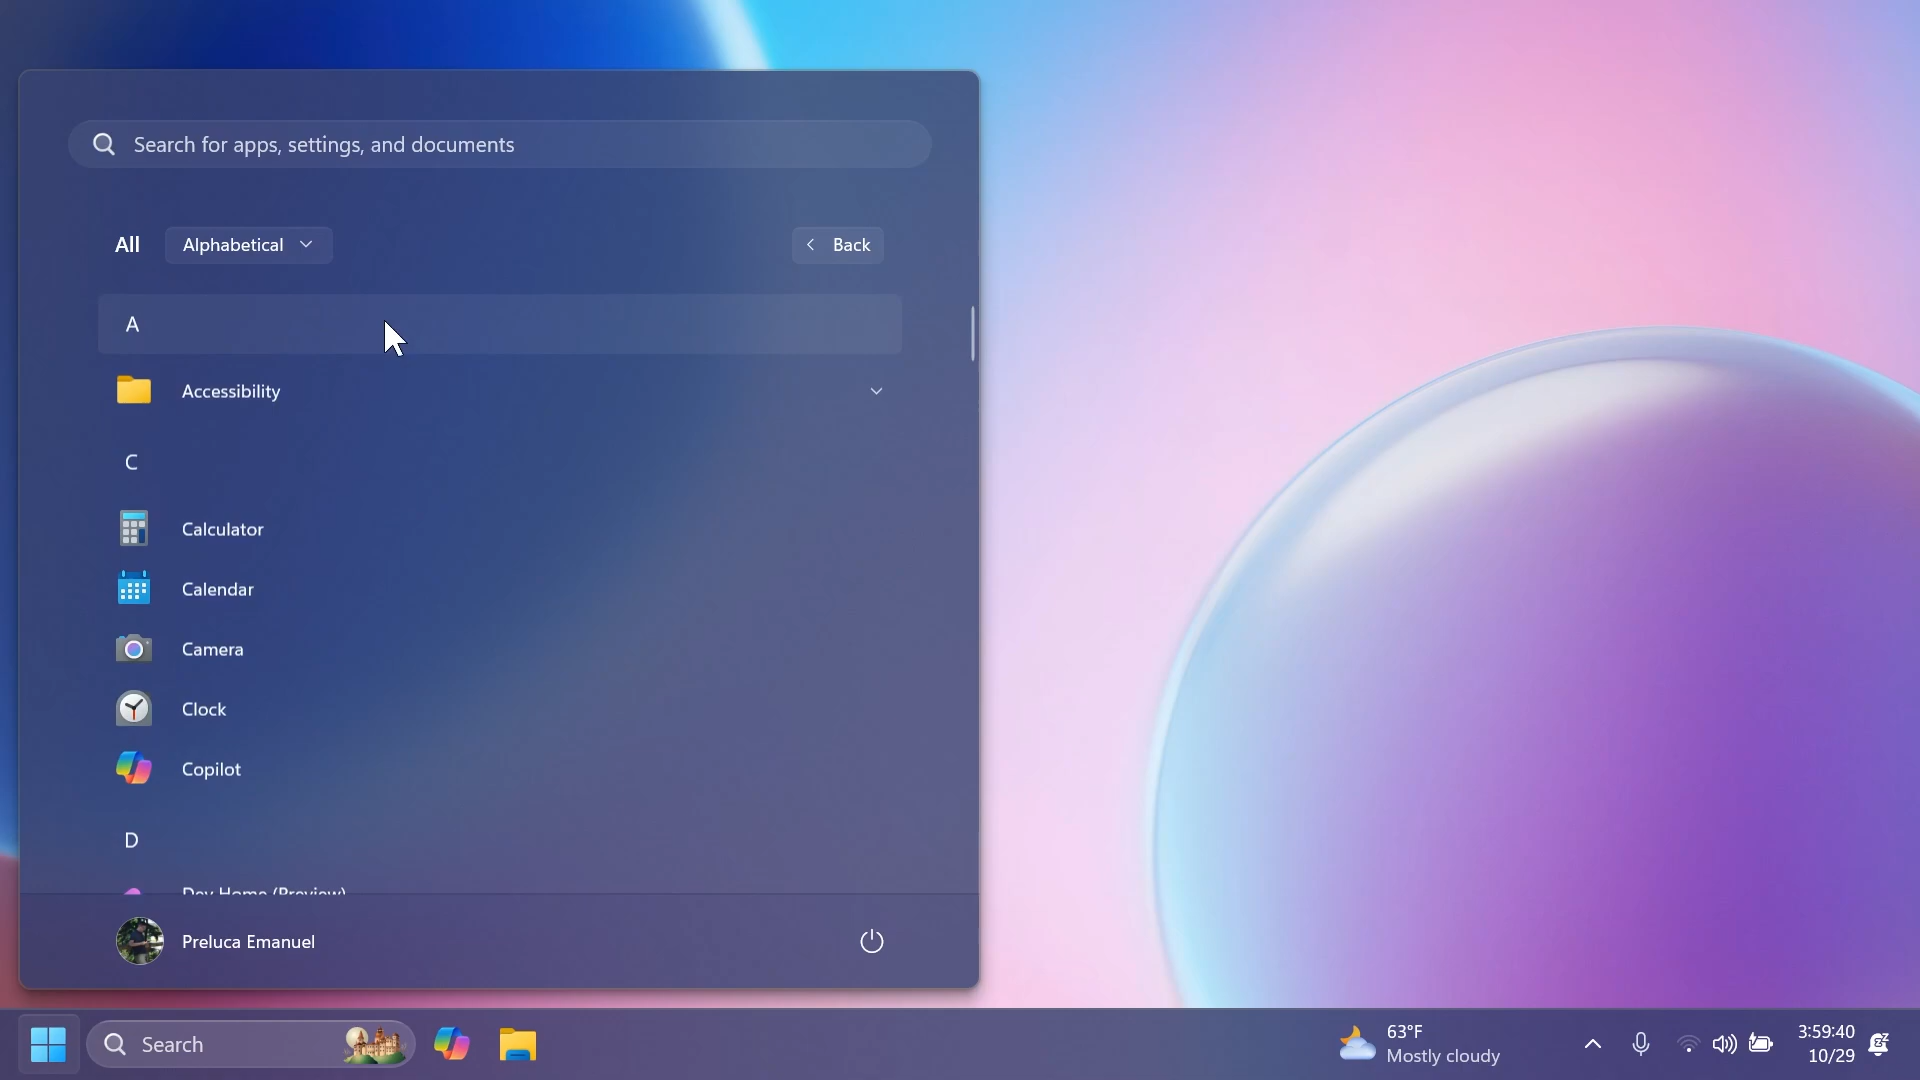 Search for apps, settings, and documents
All Alphabetical Back
A
Accessibility
C
Calculator
Calendar
Camera
Clock
Copilot
D
Dev Home (Preview)
Preluca Emanuel
Search
63°F
Mostly cloudy
3:59:40
10/29